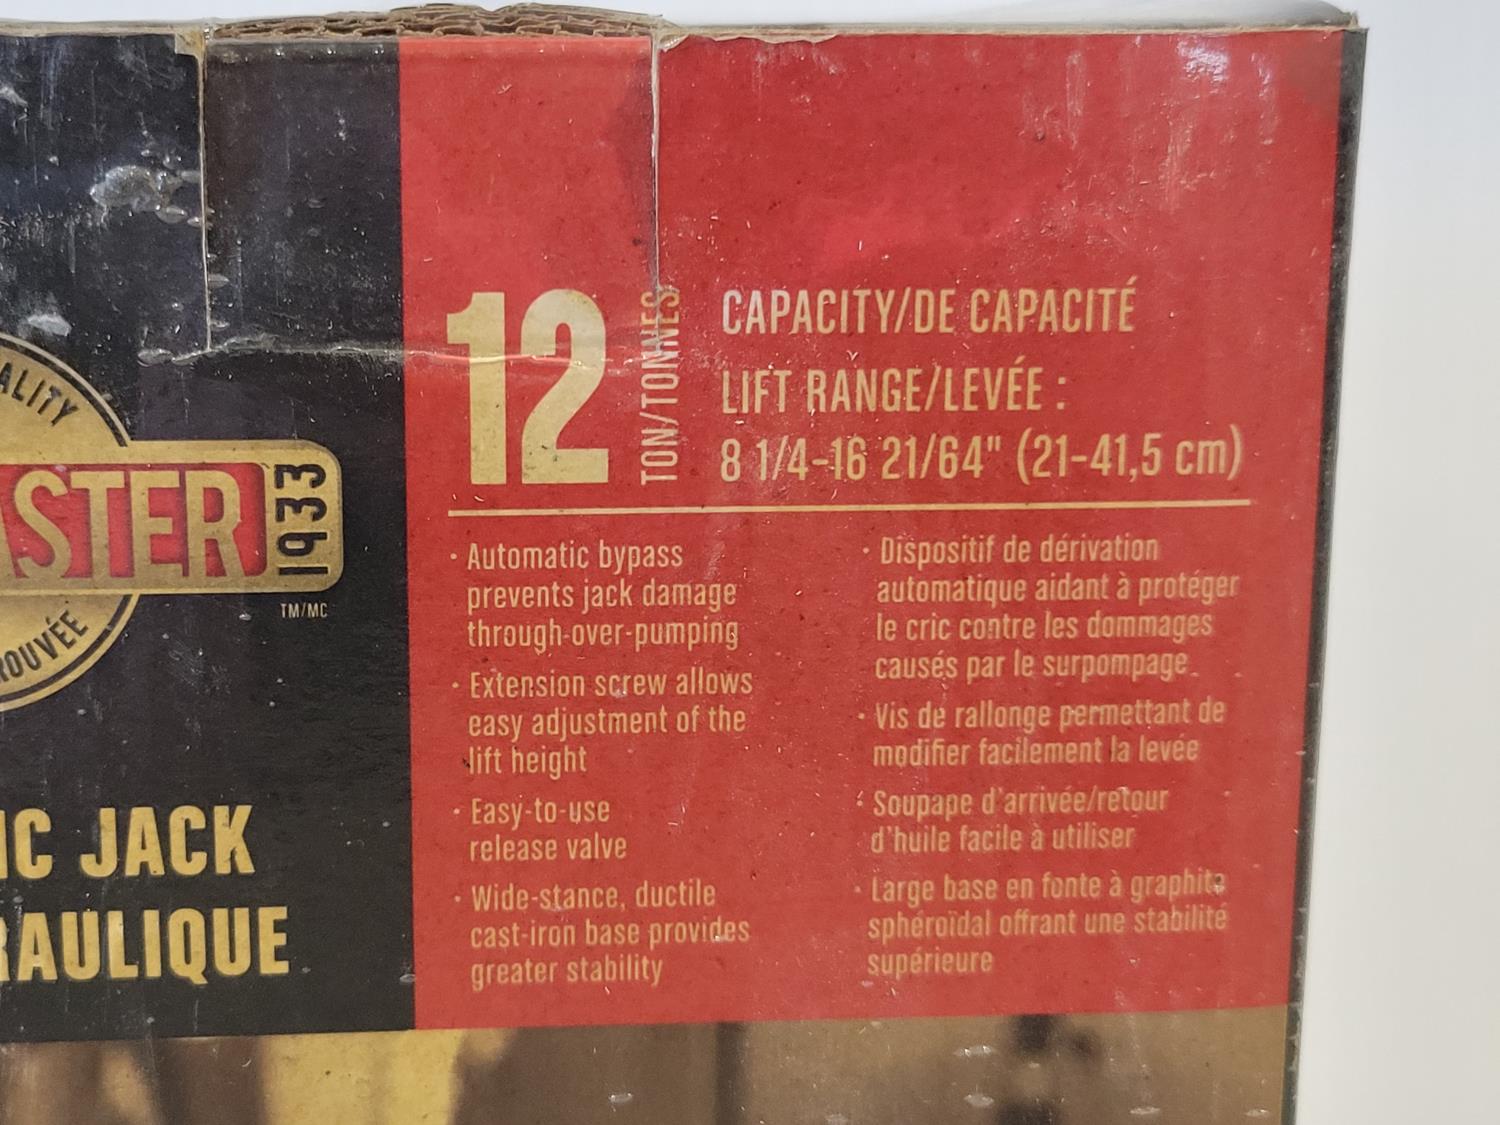 ALITY
ASTER
1933
TM/MC
ROUVÉE
IC JACK
RAULIQUE
12
TON/TONNES
CAPACITY/DE CAPACITÉ
LIFT RANGE/LEVÉE :
8 1/4-16 21/64" (21-41,5 cm)
· Automatic bypass
prevents jack damage
through-over-pumping
· Extension screw allows
easy adjustment of the
lift height
· Easy-to-use
release valve
· Wide-stance, ductile
cast-iron base provides
greater stability
· Dispositif de dérivation
automatique aidant à protéger
le cric contre les dommages
causés par le surpompage
· Vis de rallonge permettant de
modifier facilement la levée
· Soupape d'arrivée/retour
d'huile facile à utiliser
· Large base en fonte à graphite
sphéroïdal offrant une stabilité
supérieure